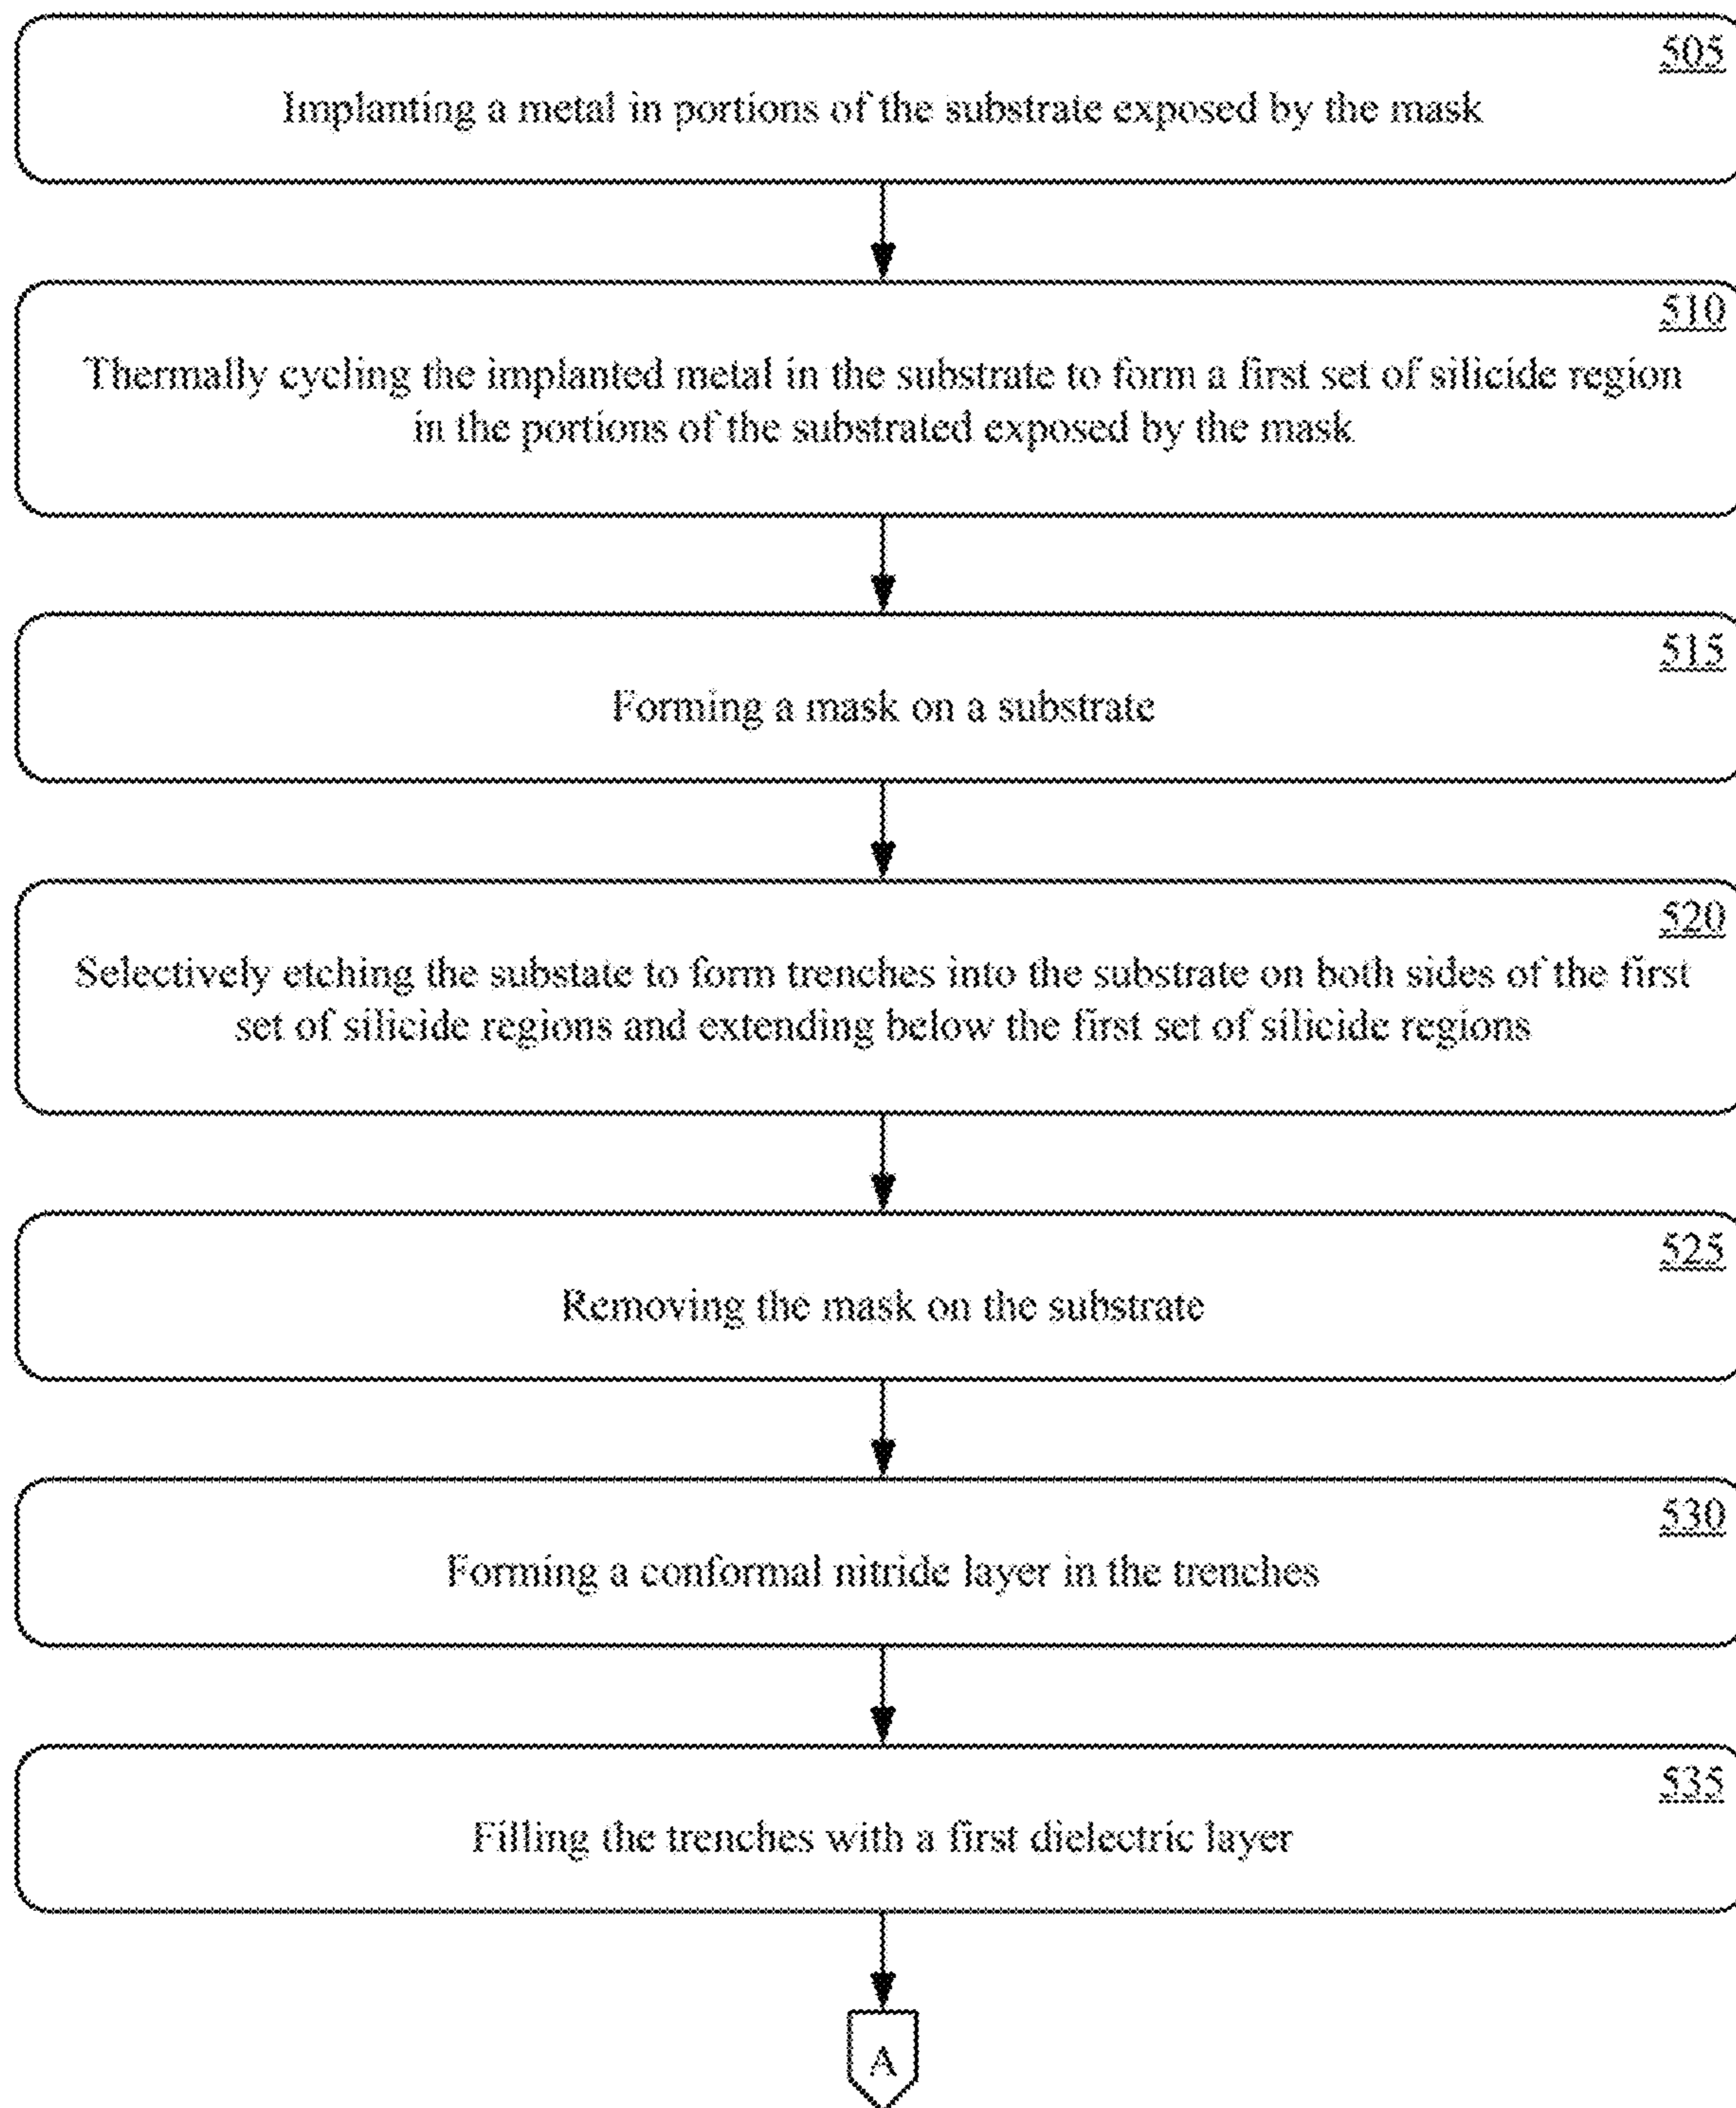 505
Implanting a metal in portions of the substrate exposed by the mask
510
Thermally cycling the implanted metal in the substrate to form a first set of silicide region
in the portions of the substrated exposed by the mask
515
Forming a mask on a substrate
520
Selectively etching the substate to form trenches into the substrate on both sides of the first
set of silicide regions and extending below the first set of silicide regions
525
Removing the mask on the substrate
530
Forming a conformal nitride layer in the trenches
535
Filling the trenches with a first dielectric layer
A